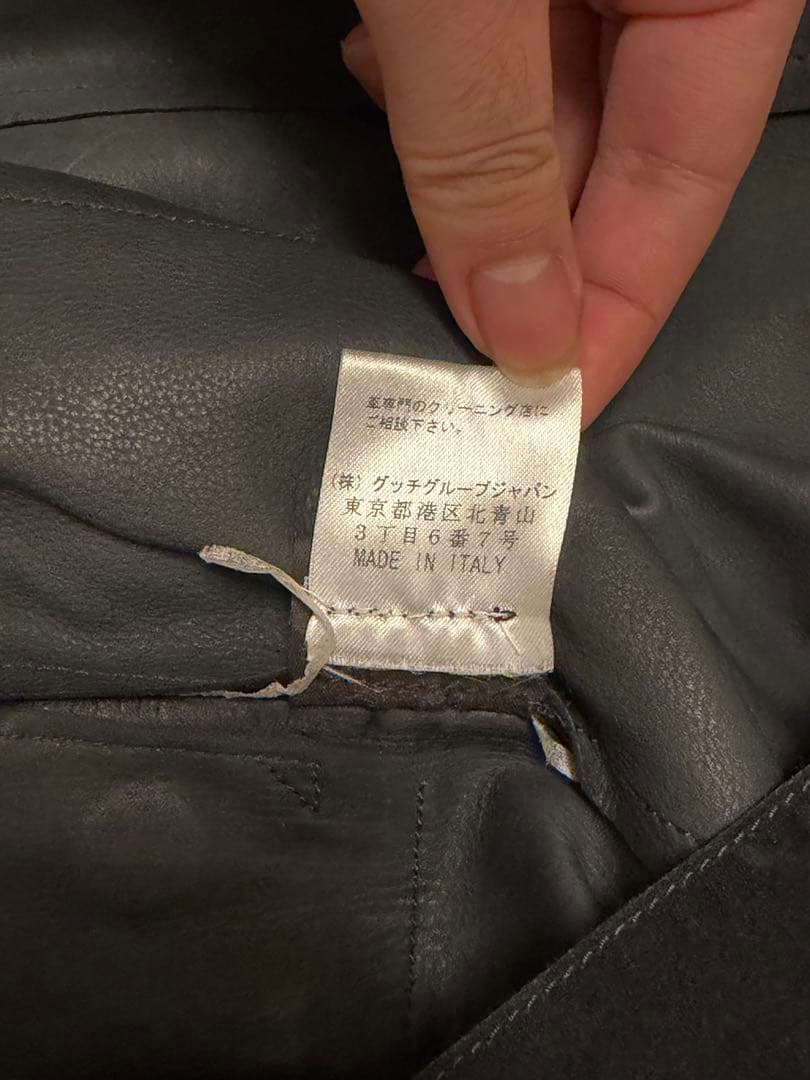 革専門のクリーニング店に
ご相談下さい。
(株) グッチグループジャパン
東京都港区北青山
3丁目6番7号
MADE IN ITALY